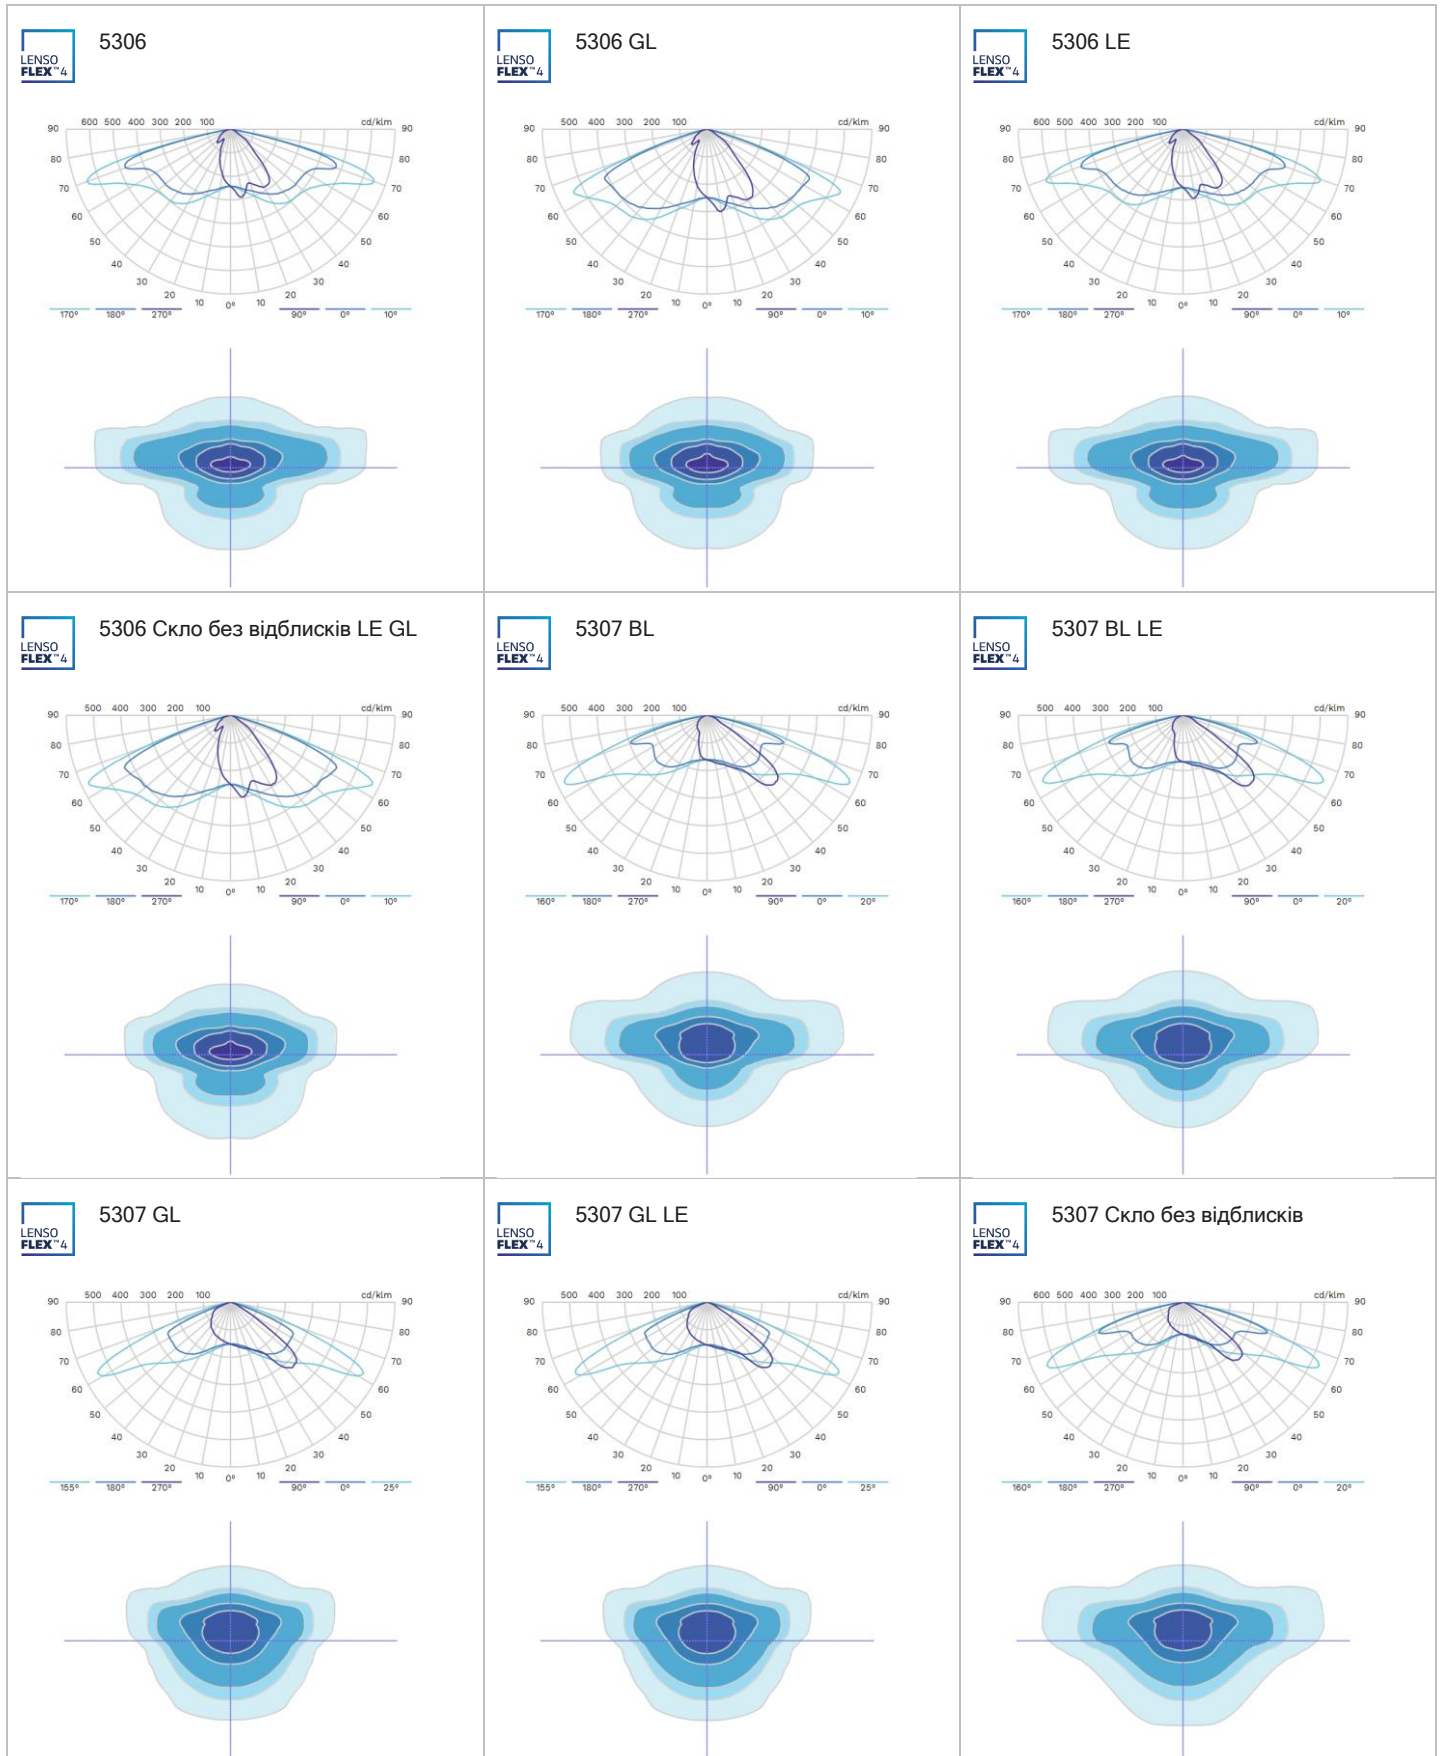 5306
LENSO
FLEX™4
600 500 400 300 200 100 cd/klm
90 90
80 80
70 70
60 60
50 50
40 40
30 30
20 10 0° 10 20
170° 180° 270° 90° 0° 10°
5306 GL
LENSO
FLEX™4
500 400 300 200 100 cd/klm
90 90
80 80
70 70
60 60
50 50
40 40
30 30
20 10 0° 10 20
170° 180° 270° 90° 0° 10°
5306 LE
LENSO
FLEX™4
600 500 400 300 200 100 cd/klm
90 90
80 80
70 70
60 60
50 50
40 40
30 30
20 10 0° 10 20
170° 180° 270° 90° 0° 10°
5306 Скло без відблисків LE GL
LENSO
FLEX™4
500 400 300 200 100 cd/klm
90 90
80 80
70 70
60 60
50 50
40 40
30 30
20 10 0° 10 20
170° 180° 270° 90° 0° 10°
5307 BL
LENSO
FLEX™4
500 400 300 200 100 cd/klm
90 90
80 80
70 70
60 60
50 50
40 40
30 30
20 10 0° 10 20
160° 180° 270° 90° 0° 20°
5307 BL LE
LENSO
FLEX™4
500 400 300 200 100 cd/klm
90 90
80 80
70 70
60 60
50 50
40 40
30 30
20 10 0° 10 20
160° 180° 270° 90° 0° 20°
5307 GL
LENSO
FLEX™4
500 400 300 200 100 cd/klm
90 90
80 80
70 70
60 60
50 50
40 40
30 30
20 10 0° 10 20
155° 180° 270° 90° 0° 25°
5307 GL LE
LENSO
FLEX™4
500 400 300 200 100 cd/klm
90 90
80 80
70 70
60 60
50 50
40 40
30 30
20 10 0° 10 20
155° 180° 270° 90° 0° 25°
5307 Скло без відблисків
LENSO
FLEX™4
600 500 400 300 200 100 cd/klm
90 90
80 80
70 70
60 60
50 50
40 40
30 30
20 10 0° 10 20
160° 180° 270° 90° 0° 20°